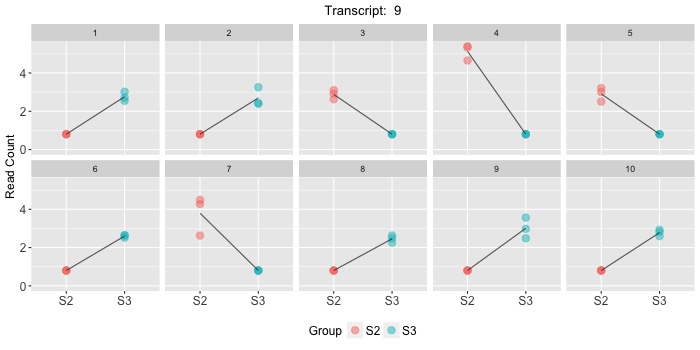 Transcript: 9
1 2 3 4 5
4
2
0
6 7 8 9 10
4
2
0
Read Count
S2 S3 S2 S3 S2 S3 S2 S3 S2 S3
Group S2 S3